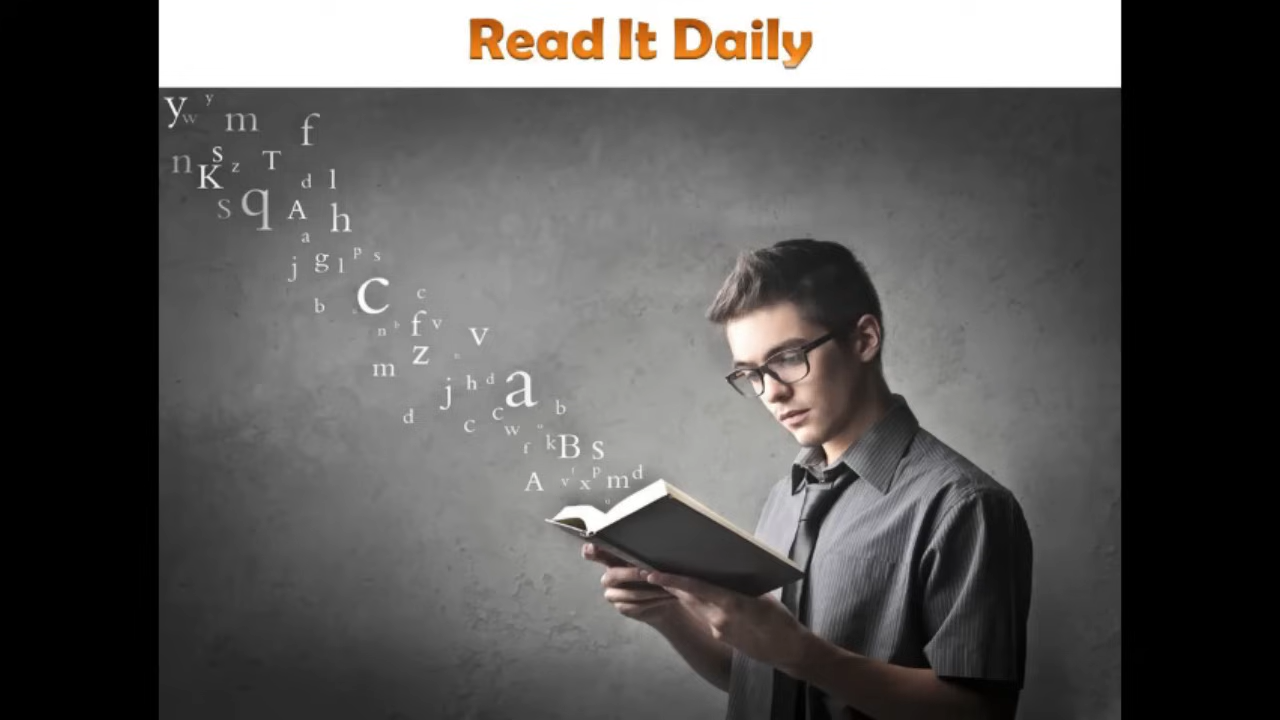 Read It Daily
y y
w m f
n s z T
K d l
s q A h
a
j g l p s
b c c
n b f v v
m z
j h d a
d c c w b
f k B s
A v x p m d